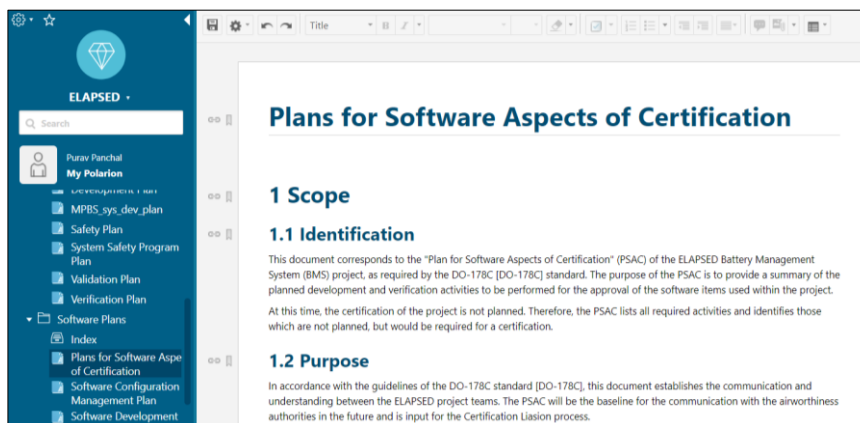 Title
ELAPSED
Search
Purav Panchal
My Polarion
Development Plan
MPBS_sys_dev_plan
Safety Plan
System Safety Program
Plan
Validation Plan
Verification Plan
Software Plans
Index
Plans for Software Aspe
of Certification
Software Configuration
Management Plan
Software Development
Plans for Software Aspects of Certification
1 Scope
1.1 Identification
This document corresponds to the "Plan for Software Aspects of Certification" (PSAC) of the ELAPSED Battery Management
System (BMS) project, as required by the DO-178C [DO-178C] standard. The purpose of the PSAC is to provide a summary of the
planned development and verification activities to be performed for the approval of the software items used within the project.
At this time, the certification of the project is not planned. Therefore, the PSAC lists all required activities and identifies those
which are not planned, but would be required for a certification.
1.2 Purpose
In accordance with the guidelines of the DO-178C standard [DO-178C], this document establishes the communication and
understanding between the ELAPSED project teams. The PSAC will be the baseline for the communication with the airworthiness
authorities in the future and is input for the Certification Liasion process.